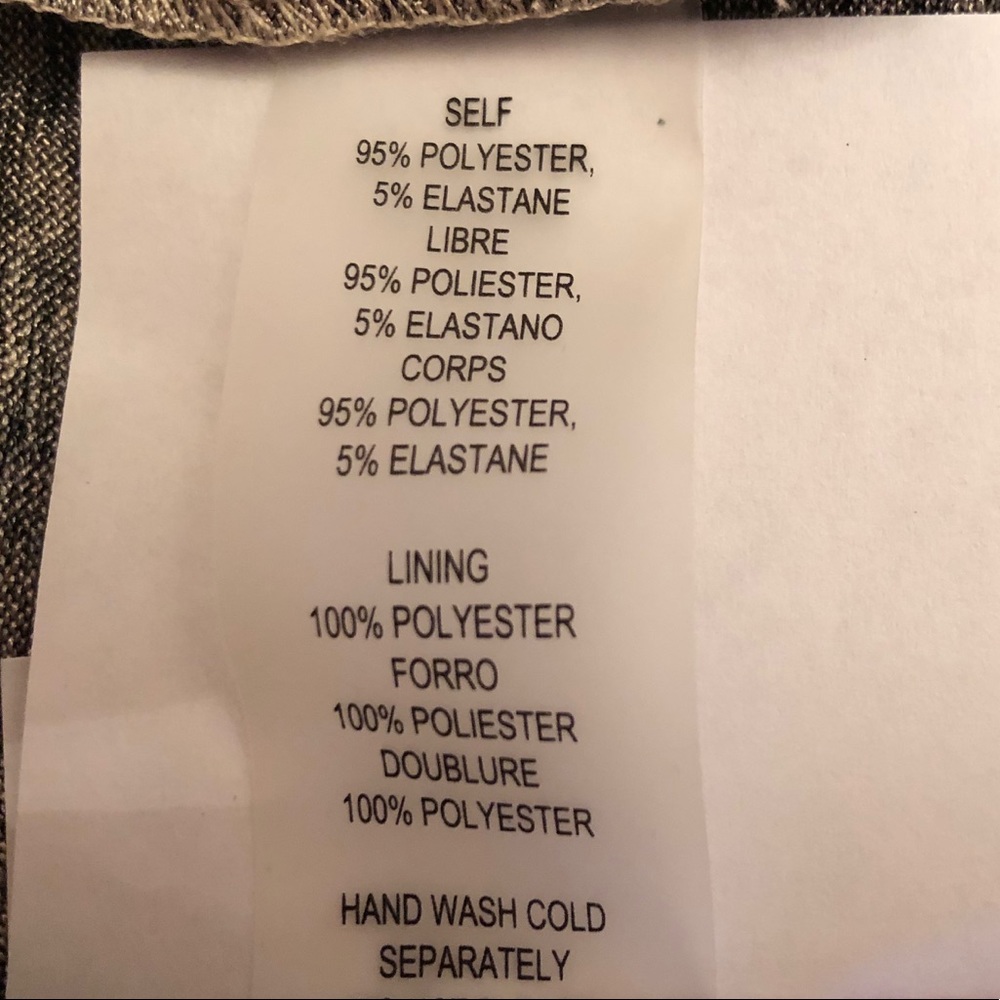 SELF
95% POLYESTER,
5% ELASTANE
LIBRE
95% POLIESTER,
5% ELASTANO
CORPS
95% POLYESTER,
5% ELASTANE
LINING
100% POLYESTER
FORRO
100% POLIESTER
DOUBLURE
100% POLYESTER
HAND WASH COLD
SEPARATELY